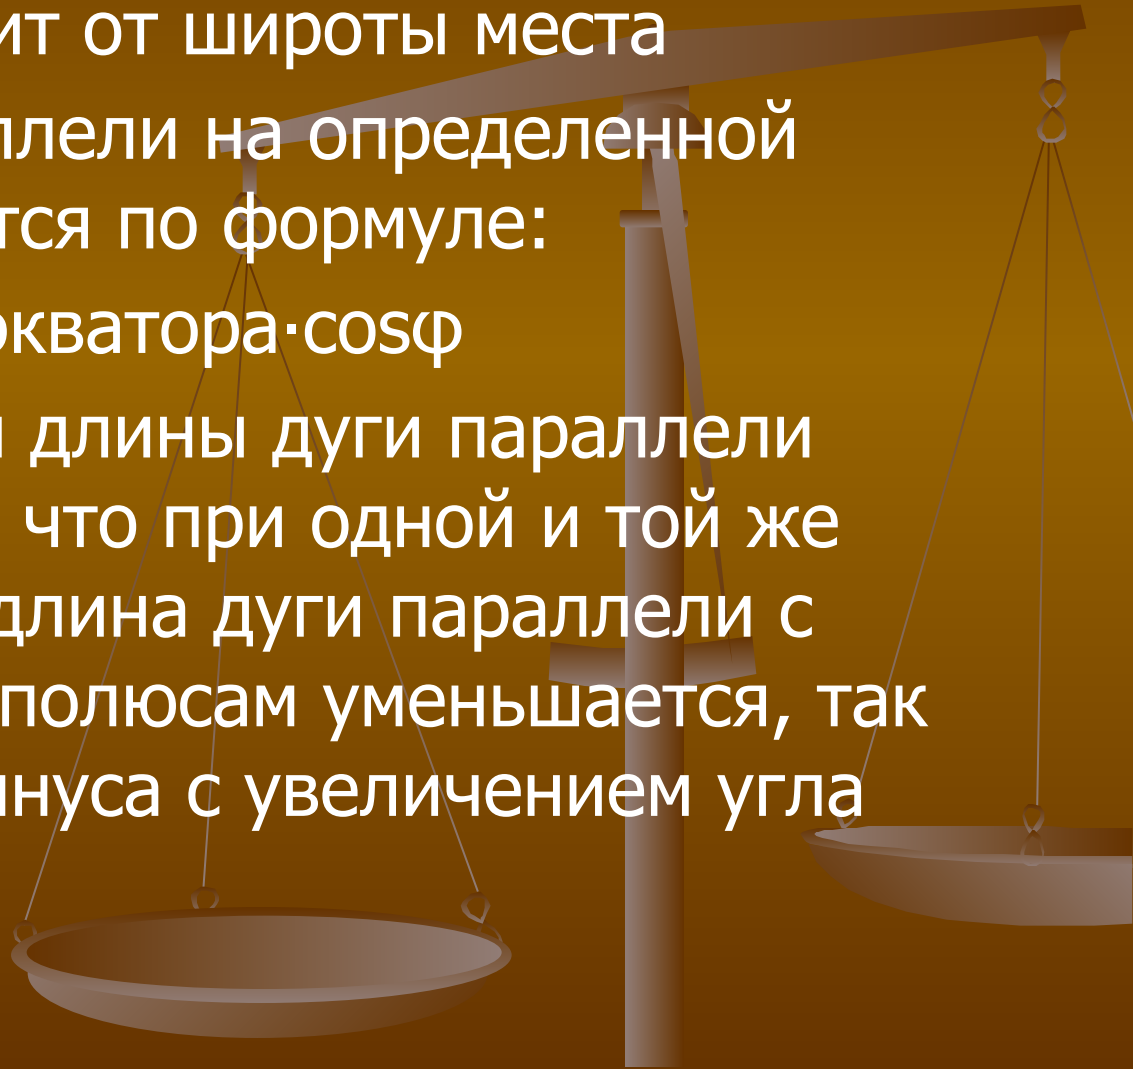 ит от широты места
ллели на определенной
тся по формуле:
экватора·cosφ
и длины дуги параллели
что при одной и той же
длина дуги параллели с
полюсам уменьшается, так
инуса с увеличением угла